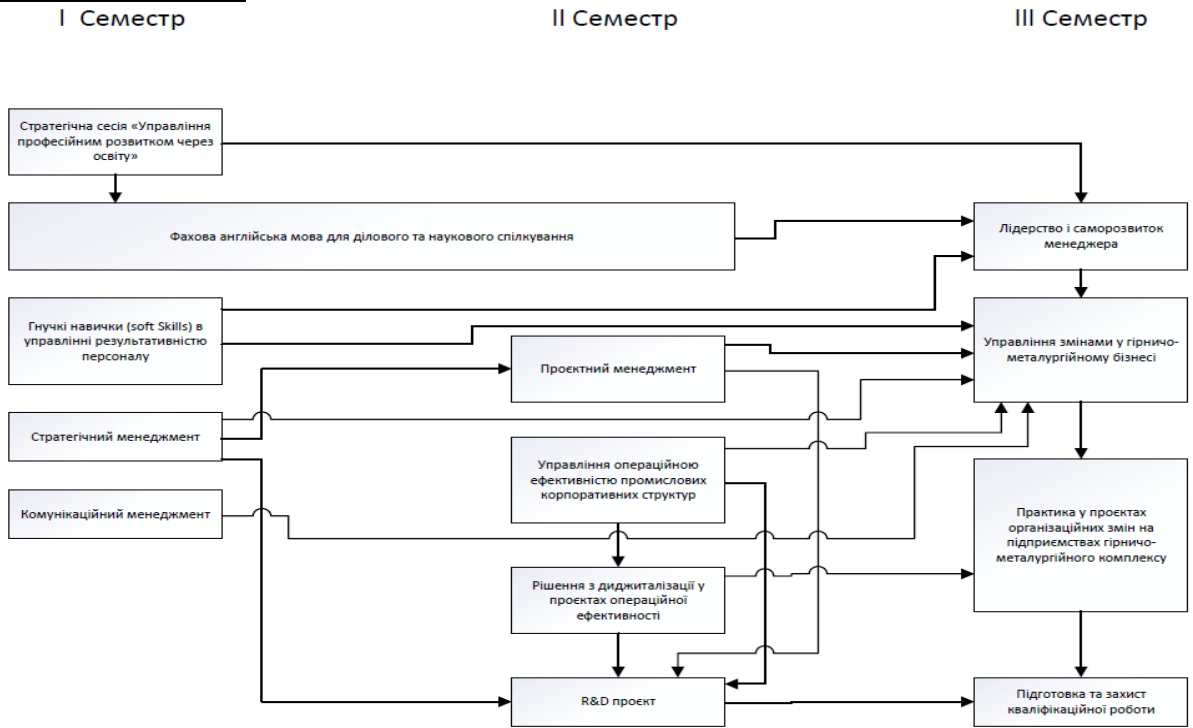 I Семестр
II Семестр
III Семестр
Стратегічна сесія «Управління
професійним розвитком через
освіту»
Фахова англійська мова для ділового та наукового спілкування
Лідерство і саморозвиток
менеджера
Гнучкі навички (soft Skills) в
управлінні результативністю
персоналу
Проєктний менеджмент
Управління змінами у гірничо-
металургійному бізнесі
Стратегічний менеджмент
Управління операційною
ефективністю промислових
корпоративних структур
Комунікаційний менеджмент
Практика у проєктах
організаційних змін на
підприємствах гірничо-
металургійного комплексу
Рішення з диджиталізації у
проєктах операційної
ефективності
R&D проєкт
Підготовка та захист
кваліфікаційної роботи